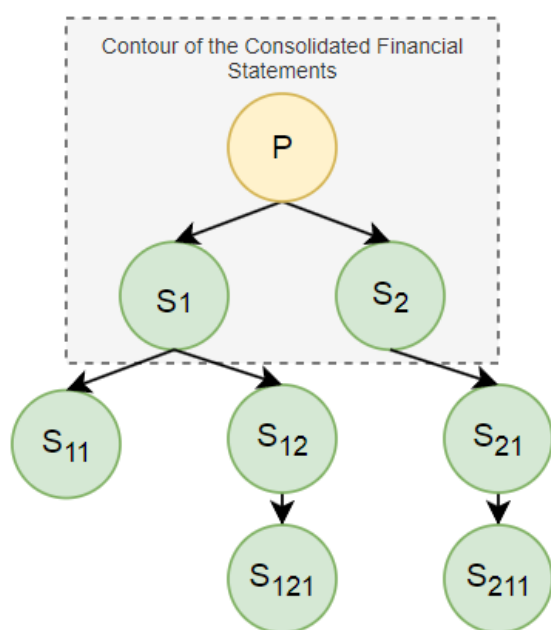 Contour of the Consolidated Financial
Statements
P
S1
S₂
S₁₁
S₁₂
S₂₁
S₁₂₁
S₂₁₁